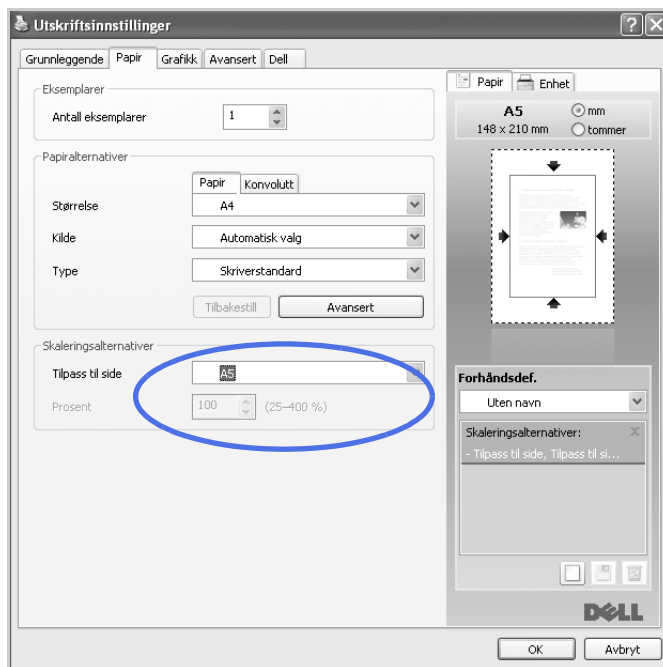 Utskriftsinnstillinger
Grunnleggende Papir Grafikk Avansert Dell
Eksemplarer
Antall eksemplarer 1
Papiralternativer
Papir Konvolutt
Størrelse A4
Kilde Automatisk valg
Type Skriverstandard
Tilbakestill Avansert
Skaleringsalternativer
Tilpass til side A5
Prosent 100 (25-400 %)
Papir Enhet
A5 mm
148 x 210 mm tommer
Forhåndsdef.
Uten navn
Skaleringsalternativer:
- Tilpass til side, Tilpass til si...
DELL
OK Avbryt